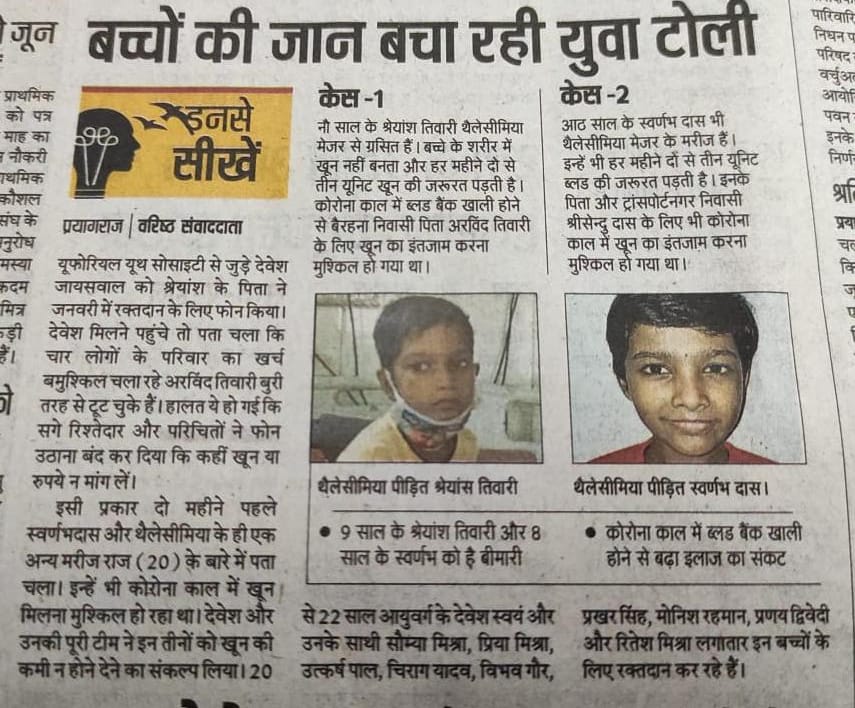 बच्चों की जान बचा रही युवा टोली
इनसे
सीखें
प्रयागराज | वरिष्ठ संवाददाता
यूफोरियल यूथ सोसाइटी से जुड़े देवेश
जायसवाल को श्रेयांश के पिता ने
जनवरी में रक्तदान के लिए फोन किया।
देवेश मिलने पहुंचे तो पता चला कि
चार लोगों के परिवार का खर्च
बमुश्किल चला रहे अरविंद तिवारी बुरी
तरह से टूट चुके हैं। हालत ये हो गई कि
सगे रिश्तेदार और परिचितों ने फोन
उठाना बंद कर दिया कि कहीं खून या
रुपये न मांग लें।
इसी प्रकार दो महीने पहले
स्वर्णभदास और थैलेसीमिया के ही एक
अन्य मरीज राज (20) के बारे में पता
चला। इन्हें भी कोरोना काल में खून
मिलना मुश्किल हो रहा था। देवेश और
उनकी पूरी टीम ने इन तीनों को खून की
कमी न होने देने का संकल्प लिया। 20
केस -1
नौ साल के श्रेयांश तिवारी थैलेसीमिया
मेजर से ग्रसित हैं। बच्चे के शरीर में
खून नहीं बनता और हर महीने दो से
तीन यूनिट खून की जरूरत पड़ती है।
कोरोना काल में ब्लड बैंक खाली होने
से बैरहना निवासी पिता अरविंद तिवारी
के लिए खून का इंतजाम करना
मुश्किल हो गया था।
केस -2
आठ साल के स्वर्णभ दास भी
थैलेसीमिया मेजर के मरीज हैं।
इन्हें भी हर महीने दो से तीन यूनिट
ब्लड की जरूरत पड़ती है। इनके
पिता और ट्रांसपोर्टनगर निवासी
श्रीसेन्दु दास के लिए भी कोरोना
काल में खून का इंतजाम करना
मुश्किल हो गया था।
थैलेसीमिया पीड़ित श्रेयांस तिवारी
थैलेसीमिया पीड़ित स्वर्णभ दास।
● 9 साल के श्रेयांश तिवारी और 8
साल के स्वर्णभ को है बीमारी
● कोरोना काल में ब्लड बैंक खाली
होने से बढ़ा इलाज का संकट
से 22 साल आयुवर्ग के देवेश स्वयं और
उनके साथी सौम्या मिश्रा, प्रिया मिश्रा,
उत्कर्ष पाल, चिराग यादव, विभव गौर,
प्रखर सिंह, मोनिश रहमान, प्रणय द्विवेदी
और रितेश मिश्रा लगातार इन बच्चों के
लिए रक्तदान कर रहे हैं।
जून
प्राथमिक
को पत्र
माह का
नौकरी
कौशल
संघ के
कदम
मित्र
हैं।
निधन प
परिषद
पवन
इनके